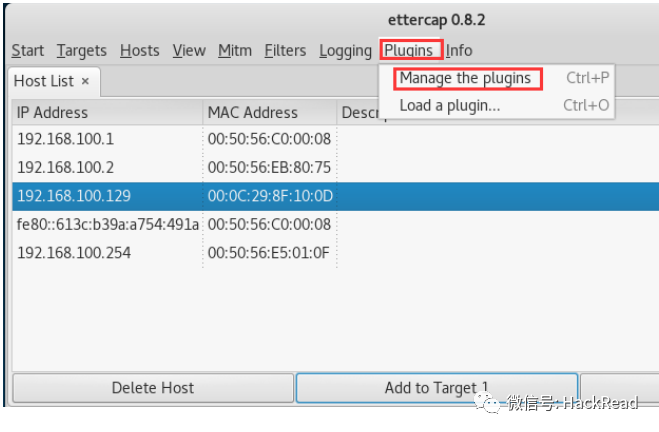 ettercap 0.8.2
Start Targets Hosts View Mitm Filters Logging Plugins Info
Host List ×
Manage the plugins Ctrl+P
Load a plugin... Ctrl+O
IP Address MAC Address
192.168.100.1 00:50:56:C0:00:08
192.168.100.2 00:50:56:EB:80:75
192.168.100.129 00:0C:29:8F:10:0D
fe80::613c:b39a:a754:491a 00:50:56:C0:00:08
192.168.100.254 00:50:56:E5:01:0F
Delete Host Add to Target 1
微信号: HackRead